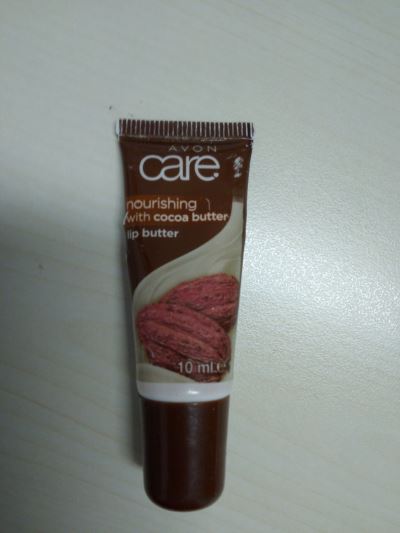 AVON
care
nourishing
with cocoa butter
lip butter
10 ml e